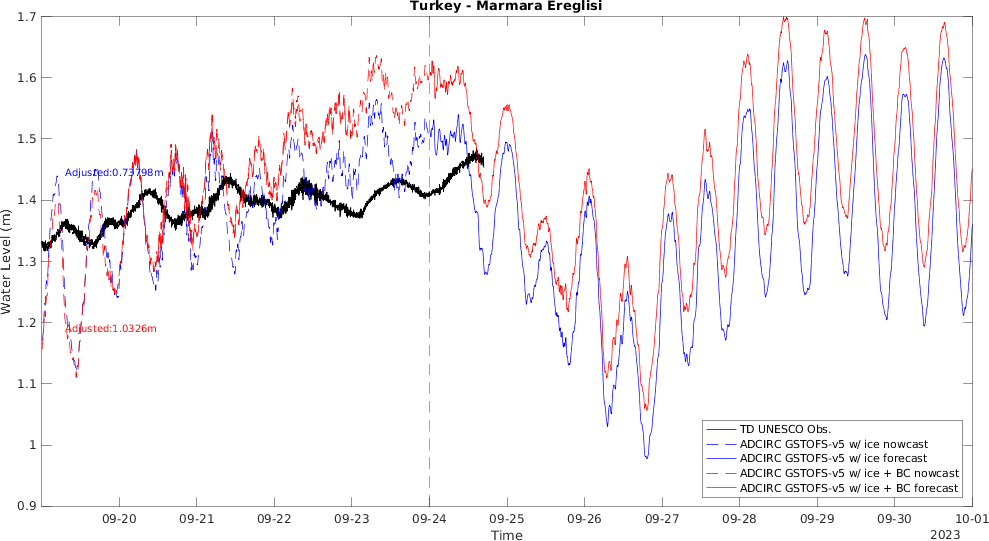 Turkey - Marmara Ereglisi
1.7
1.6
1.5
1.4
1.3
1.2
1.1
1
0.9
Water Level (m)
Adjusted:0.73798m
Adjusted:1.0326m
TD UNESCO Obs.
ADCIRC GSTOFS-v5 w/ ice nowcast
ADCIRC GSTOFS-v5 w/ ice forecast
ADCIRC GSTOFS-v5 w/ ice + BC nowcast
ADCIRC GSTOFS-v5 w/ ice + BC forecast
09-20 09-21 09-22 09-23 09-24 09-25 09-26 09-27 09-28 09-29 09-30 10-01
Time
2023